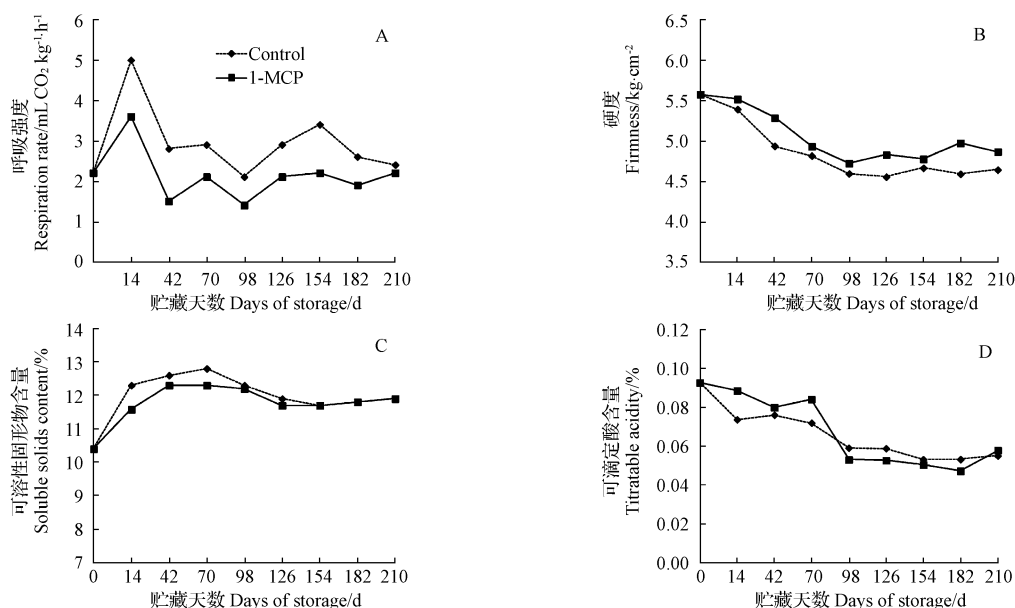 A
呼吸强度
Respiration rate/mL CO₂ kg⁻¹·h⁻¹
6
5
4
3
2
1
0
Control
1-MCP
14 42 70 98 126 154 182 210
贮藏天数 Days of storage/d
B
硬度
Firmness/kg·cm⁻²
6.5
6.0
5.5
5.0
4.5
4.0
3.5
14 42 70 98 126 154 182 210
贮藏天数 Days of storage/d
C
可溶性固形物含量
Soluble solids content/%
14
13
12
11
10
9
8
7
0 14 42 70 98 126 154 182 210
贮藏天数 Days of storage/d
D
可滴定酸含量
Titratable acidity/%
0.12
0.10
0.08
0.06
0.04
0.02
0.00
0 14 42 70 98 126 154 182 210
贮藏天数 Days of storage/d